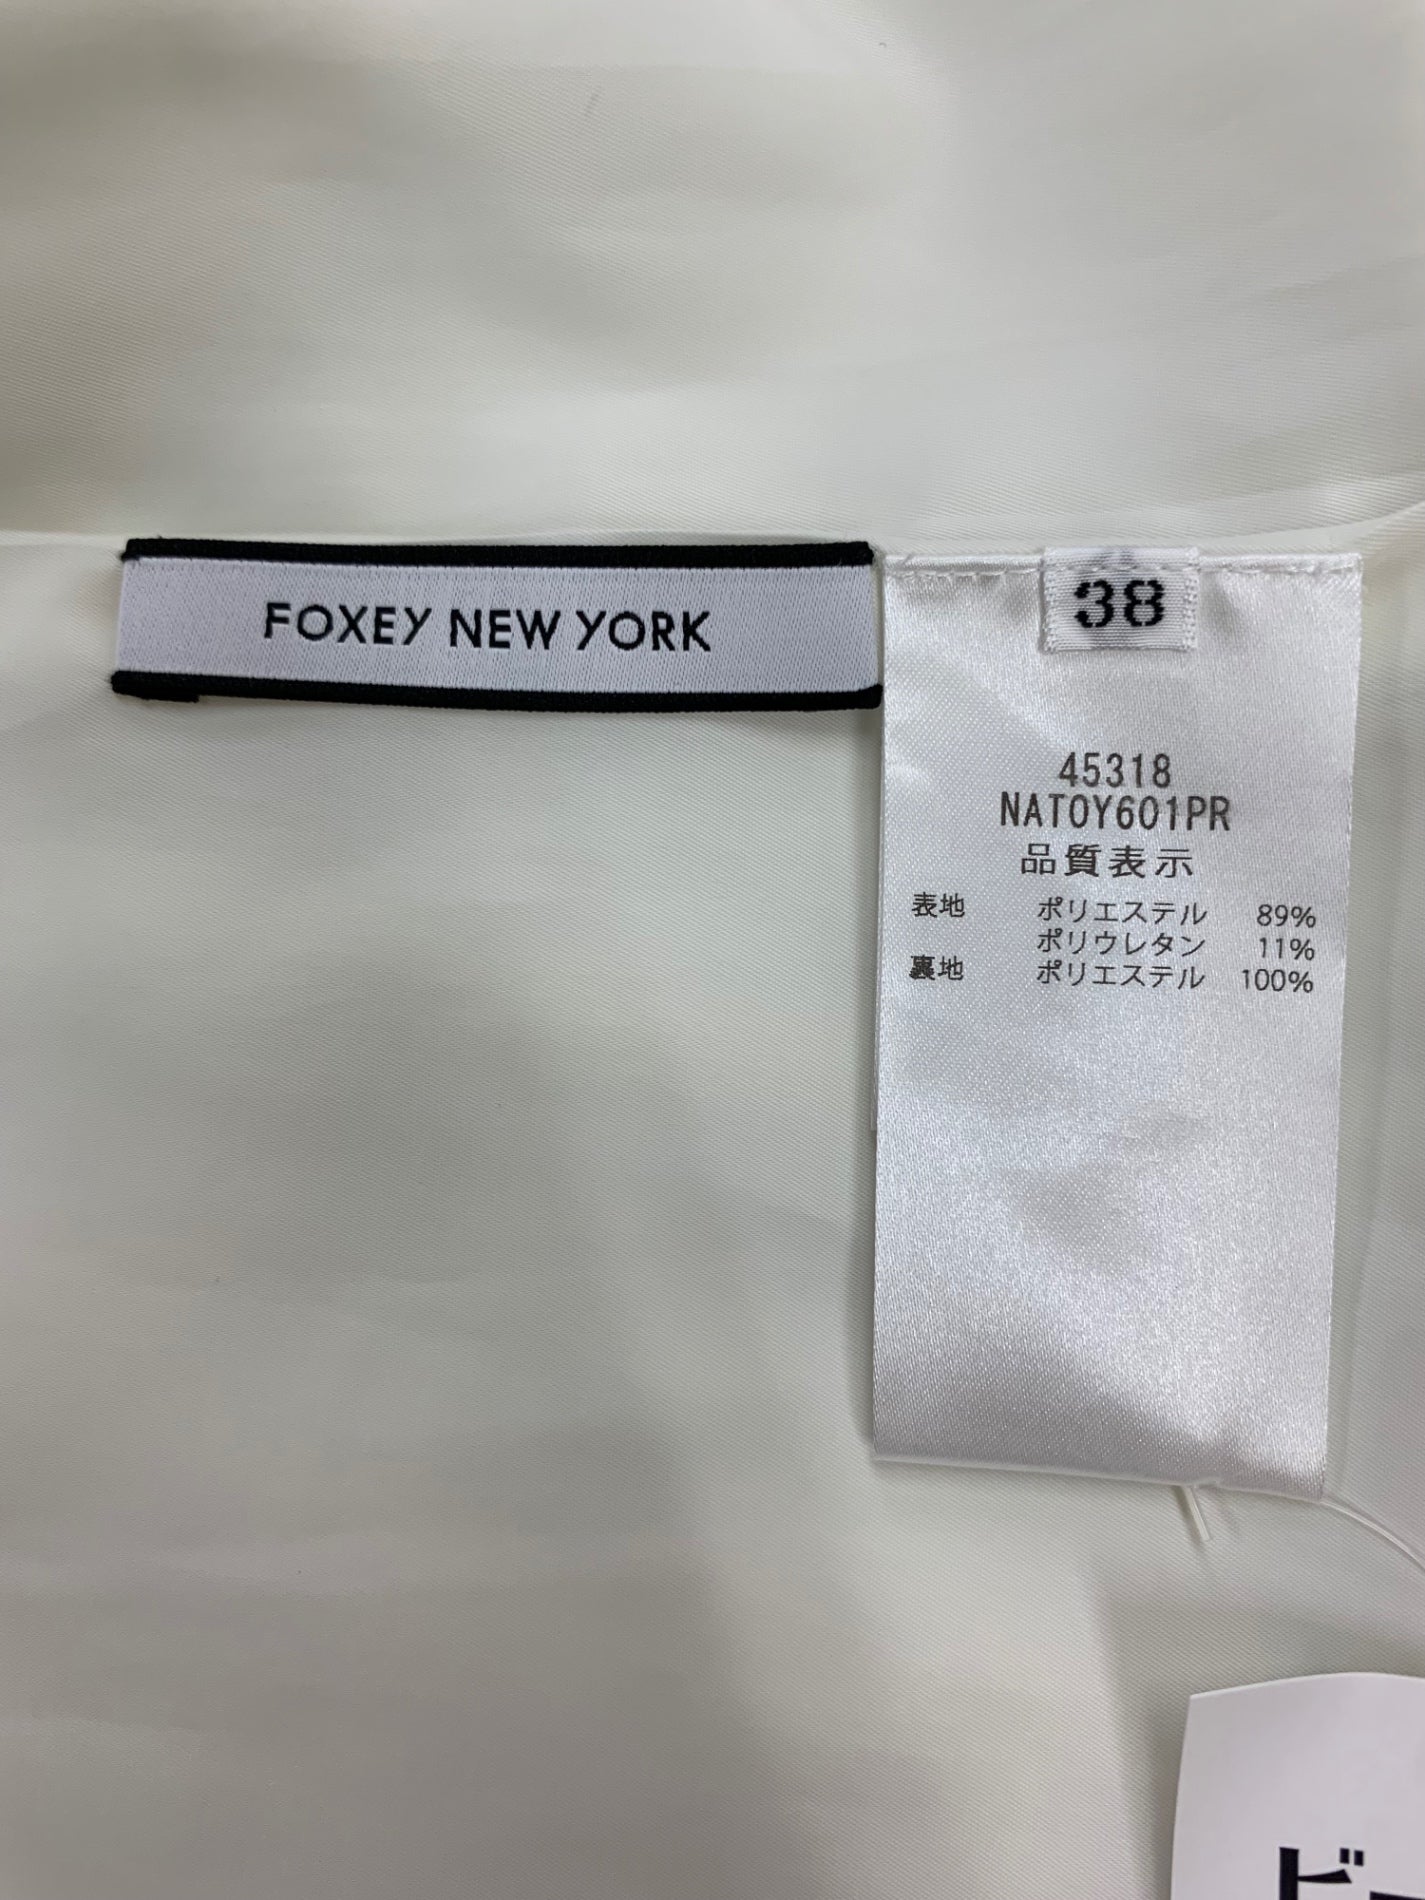 FOXEY NEW YORK
38
45318
NATOY601PR
品質表示
表地 ポリエステル 89%
ポリウレタン 11%
裏地 ポリエステル 100%